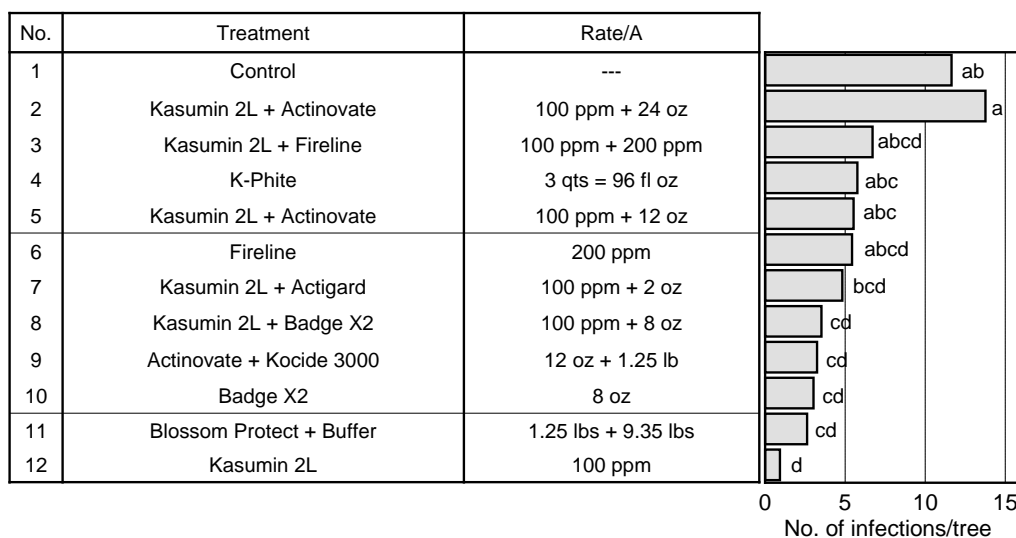 No. Treatment Rate/A
1 Control --- ab
2 Kasumin 2L + Actinovate 100 ppm + 24 oz a
3 Kasumin 2L + Fireline 100 ppm + 200 ppm abcd
4 K-Phite 3 qts = 96 fl oz abc
5 Kasumin 2L + Actinovate 100 ppm + 12 oz abc
6 Fireline 200 ppm abcd
7 Kasumin 2L + Actigard 100 ppm + 2 oz bcd
8 Kasumin 2L + Badge X2 100 ppm + 8 oz cd
9 Actinovate + Kocide 3000 12 oz + 1.25 lb cd
10 Badge X2 8 oz cd
11 Blossom Protect + Buffer 1.25 lbs + 9.35 lbs cd
12 Kasumin 2L 100 ppm d
0 5 10 15
No. of infections/tree